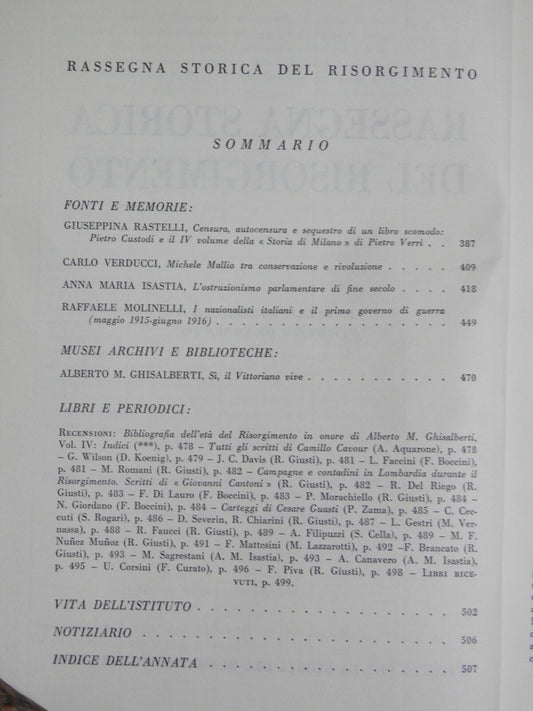 RASSEGNA STORICA DEL RISORGIMENTO
SOMMARIO
FONTI E MEMORIE:
GIUSEPPINA RASTELLI, Censura, autocensura e sequestro di un libro scomodo:
Pietro Custodi e il IV volume della « Storia di Milano » di Pietro Verri . . 387
CARLO VERDUCCI, Michele Mallio tra conservazione e rivoluzione . . . . . 409
ANNA MARIA ISASTIA, L'ostruzionismo parlamentare di fine secolo . . . . 418
RAFFAELE MOLINELLI, I nazionalisti italiani e il primo governo di guerra
(maggio 1915-giugno 1916) . . . . . . . . . . . . . . . . . 449
MUSEI ARCHIVI E BIBLIOTECHE:
ALBERTO M. GHISALBERTI, Sì, il Vittoriano vive . . . . . . . . . . . 470
LIBRI E PERIODICI:
RECENSIONI: Bibliografia dell'età del Risorgimento in onore di Alberto M. Ghisalberti,
Vol. IV: Indici (***), p. 478 – Tutti gli scritti di Camillo Cavour (A. Aquarone), p. 478
– G. Wilson (D. Koenig), p. 479 – J. C. Davis (R. Giusti), p. 481 – L. Faccini (F. Boccini),
p. 481 – M. Romani (R. Giusti), p. 482 – Campagne e contadini in Lombardia durante il
Risorgimento. Scritti di « Giovanni Cantoni » (R. Giusti), p. 482 – R. Del Riego (R.
Giusti), p. 483 – F. Di Lauro (F. Boccini), p. 483 – P. Morachiello (R. Giusti), p. 484 –
N. Giordano (F. Boccini), p. 484 – Carteggi di Cesare Guasti (P. Zama), p. 485 – C. Cec-
cuti (S. Rogari), p. 486 – D. Severin, R. Chiarini (R. Giusti), p. 487 – L. Gestri (M. Ver-
nassa), p. 488 – R. Faucci (R. Giusti), p. 489 – A. Filipuzzi (S. Cella), p. 489 – M. F.
Nuñez Muñoz (R. Giusti), p. 491 – F. Mattesini (M. Lazzarotti), p. 492 –F. Brancato (R.
Giusti), p. 493 – M. Sagrestani (A. M. Isastia), p. 493 – A. Canavero (A. M. Isastia),
p. 495 – U. Corsini (F. Curato), p. 496 – F. Piva (R. Giusti), p. 498 – LIBRI RICE-
VUTI, p. 499.
VITA DELL'ISTITUTO . . . . . . . . . . . . . . . . . . . . 502
NOTIZIARIO . . . . . . . . . . . . . . . . . . . . . . . . 506
INDICE DELL'ANNATA . . . . . . . . . . . . . . . . . . . . 507